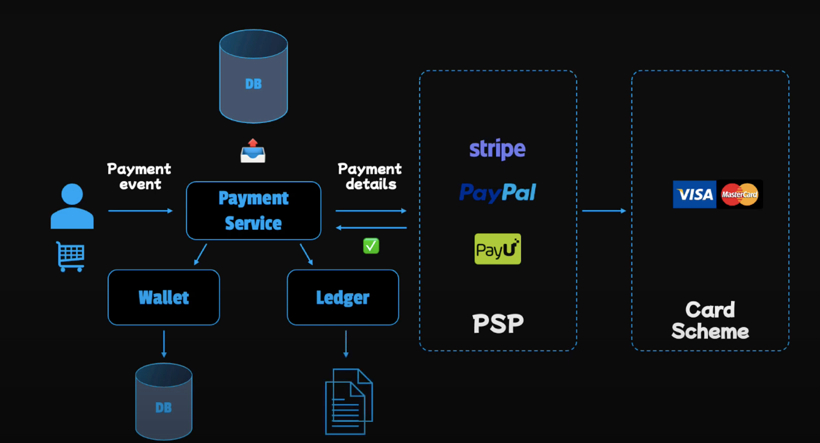 DB
Payment
event
Payment
Service
Payment
details
Wallet
Ledger
DB
stripe
PayPal
PayU
PSP
VISA
MasterCard
Card
Scheme